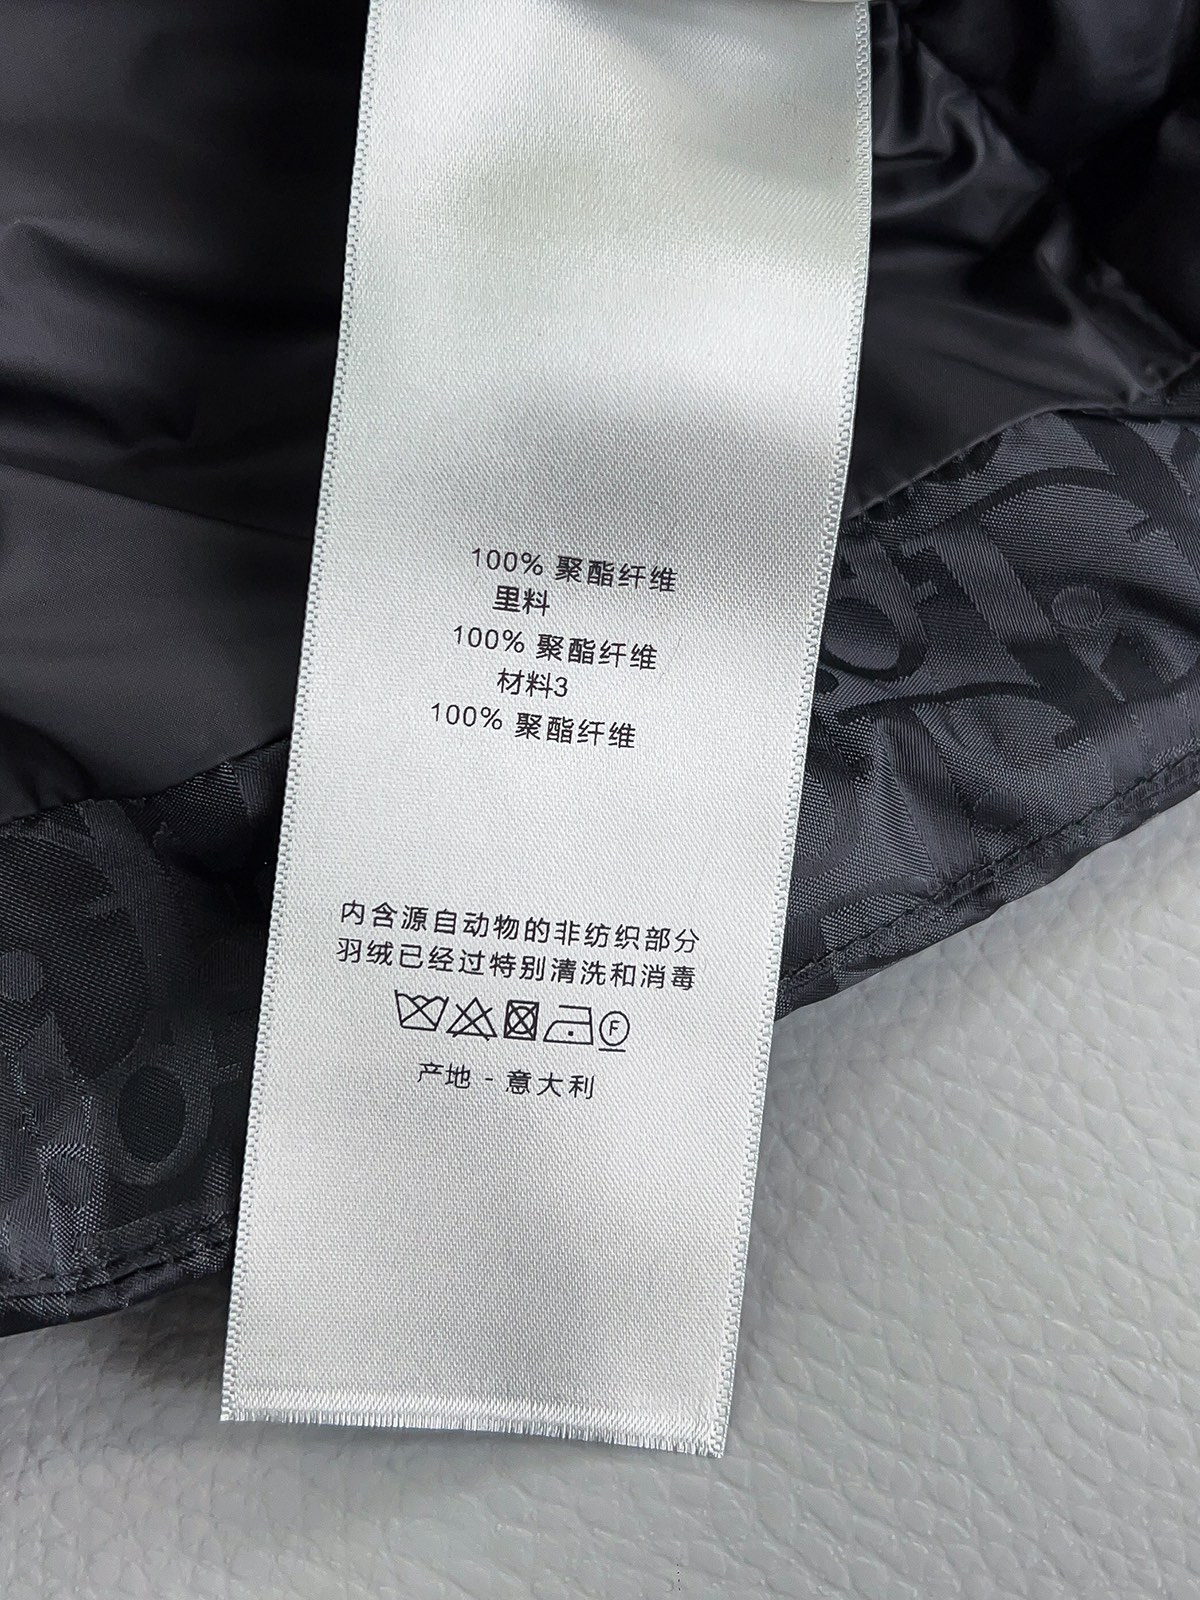 100% 聚酯纤维
里料
100% 聚酯纤维
材料3
100% 聚酯纤维
内含源自动物的非纺织部分
羽绒已经过特别清洗和消毒
F
产地 - 意大利